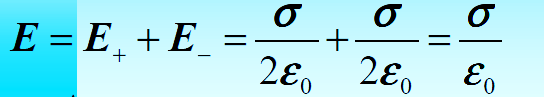 E = E₊ + E₋ = σ/2ε₀ + σ/2ε₀ = σ/ε₀